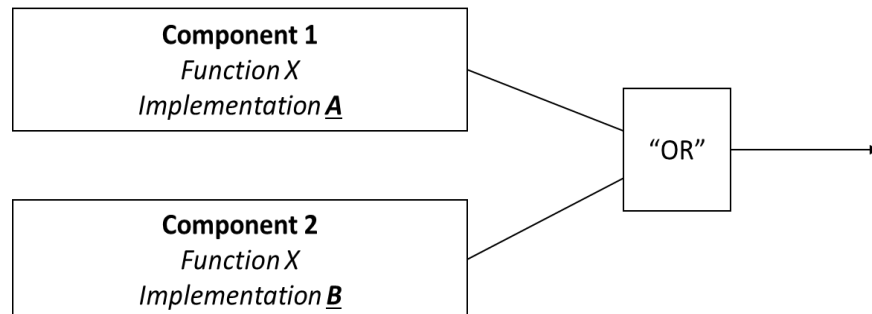 Component 1
Function X
Implementation A
“OR”
Component 2
Function X
Implementation B